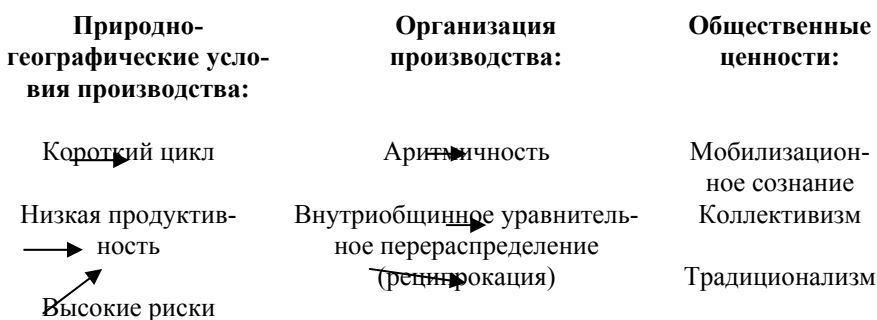 Природно-
географические усло-
вия производства:
Организация
производства:
Общественные
ценности:
Короткий цикл
Аритмичность
Мобилизацион-
ное сознание
Низкая продуктив-
ность
Внутриобщинное уравнитель-
ное перераспределение
(реципрокация)
Коллективизм
Традиционализм
Высокие риски